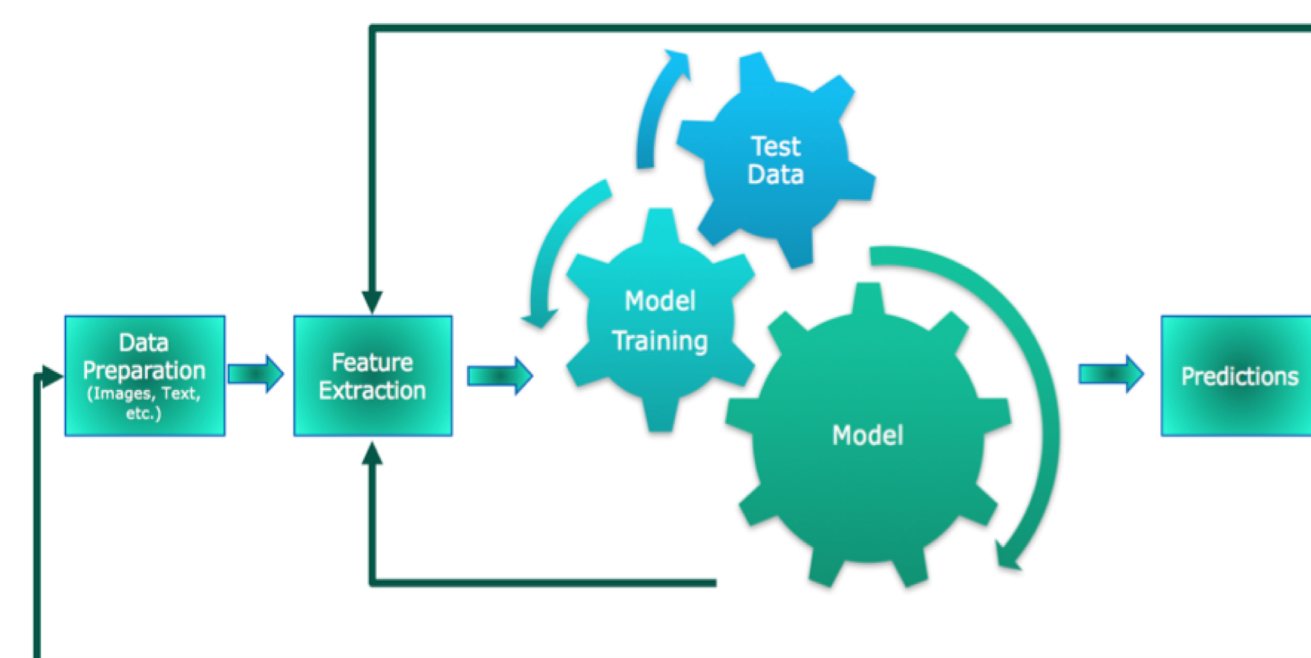 Data
Preparation
(Images, Text,
etc.)
Feature
Extraction
Model
Training
Test
Data
Model
Predictions